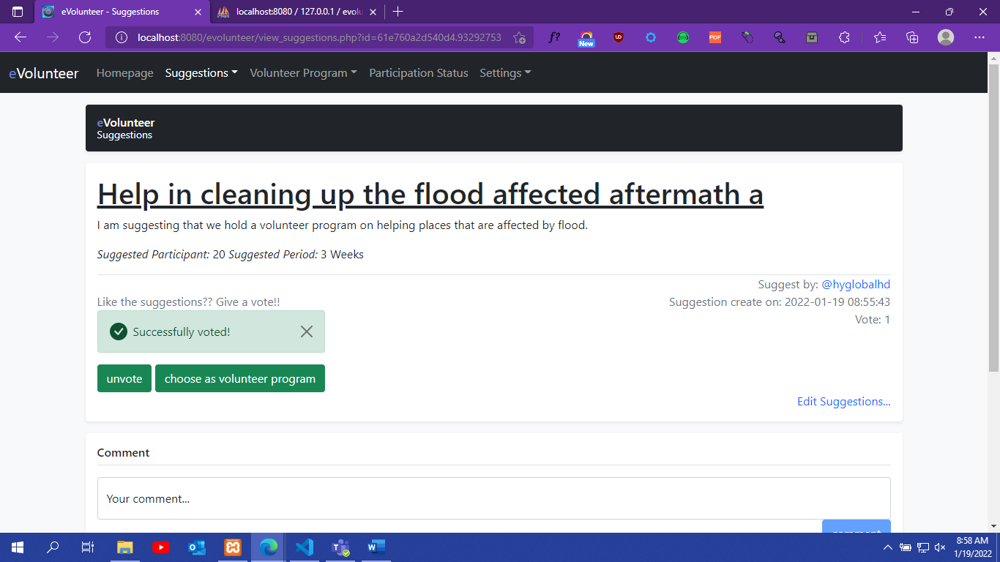 eVolunteer - Suggestions
localhost:8080 / 127.0.0.1 / evolu
localhost:8080/evolunteer/view_suggestions.php?id=61e760a2d540d4.93292753
f?
New
UD
PDF
eVolunteer Homepage Suggestions Volunteer Program Participation Status Settings
eVolunteer
Suggestions
Help in cleaning up the flood affected aftermath a
I am suggesting that we hold a volunteer program on helping places that are affected by flood.
Suggested Participant: 20 Suggested Period: 3 Weeks
Suggest by: @hyglobalhd
Like the suggestions?? Give a vote!!
Suggestion create on: 2022-01-19 08:55:43
Vote: 1
Successfully voted!
unvote choose as volunteer program
Edit Suggestions...
Comment
Your comment...
comment
8:58 AM
1/19/2022